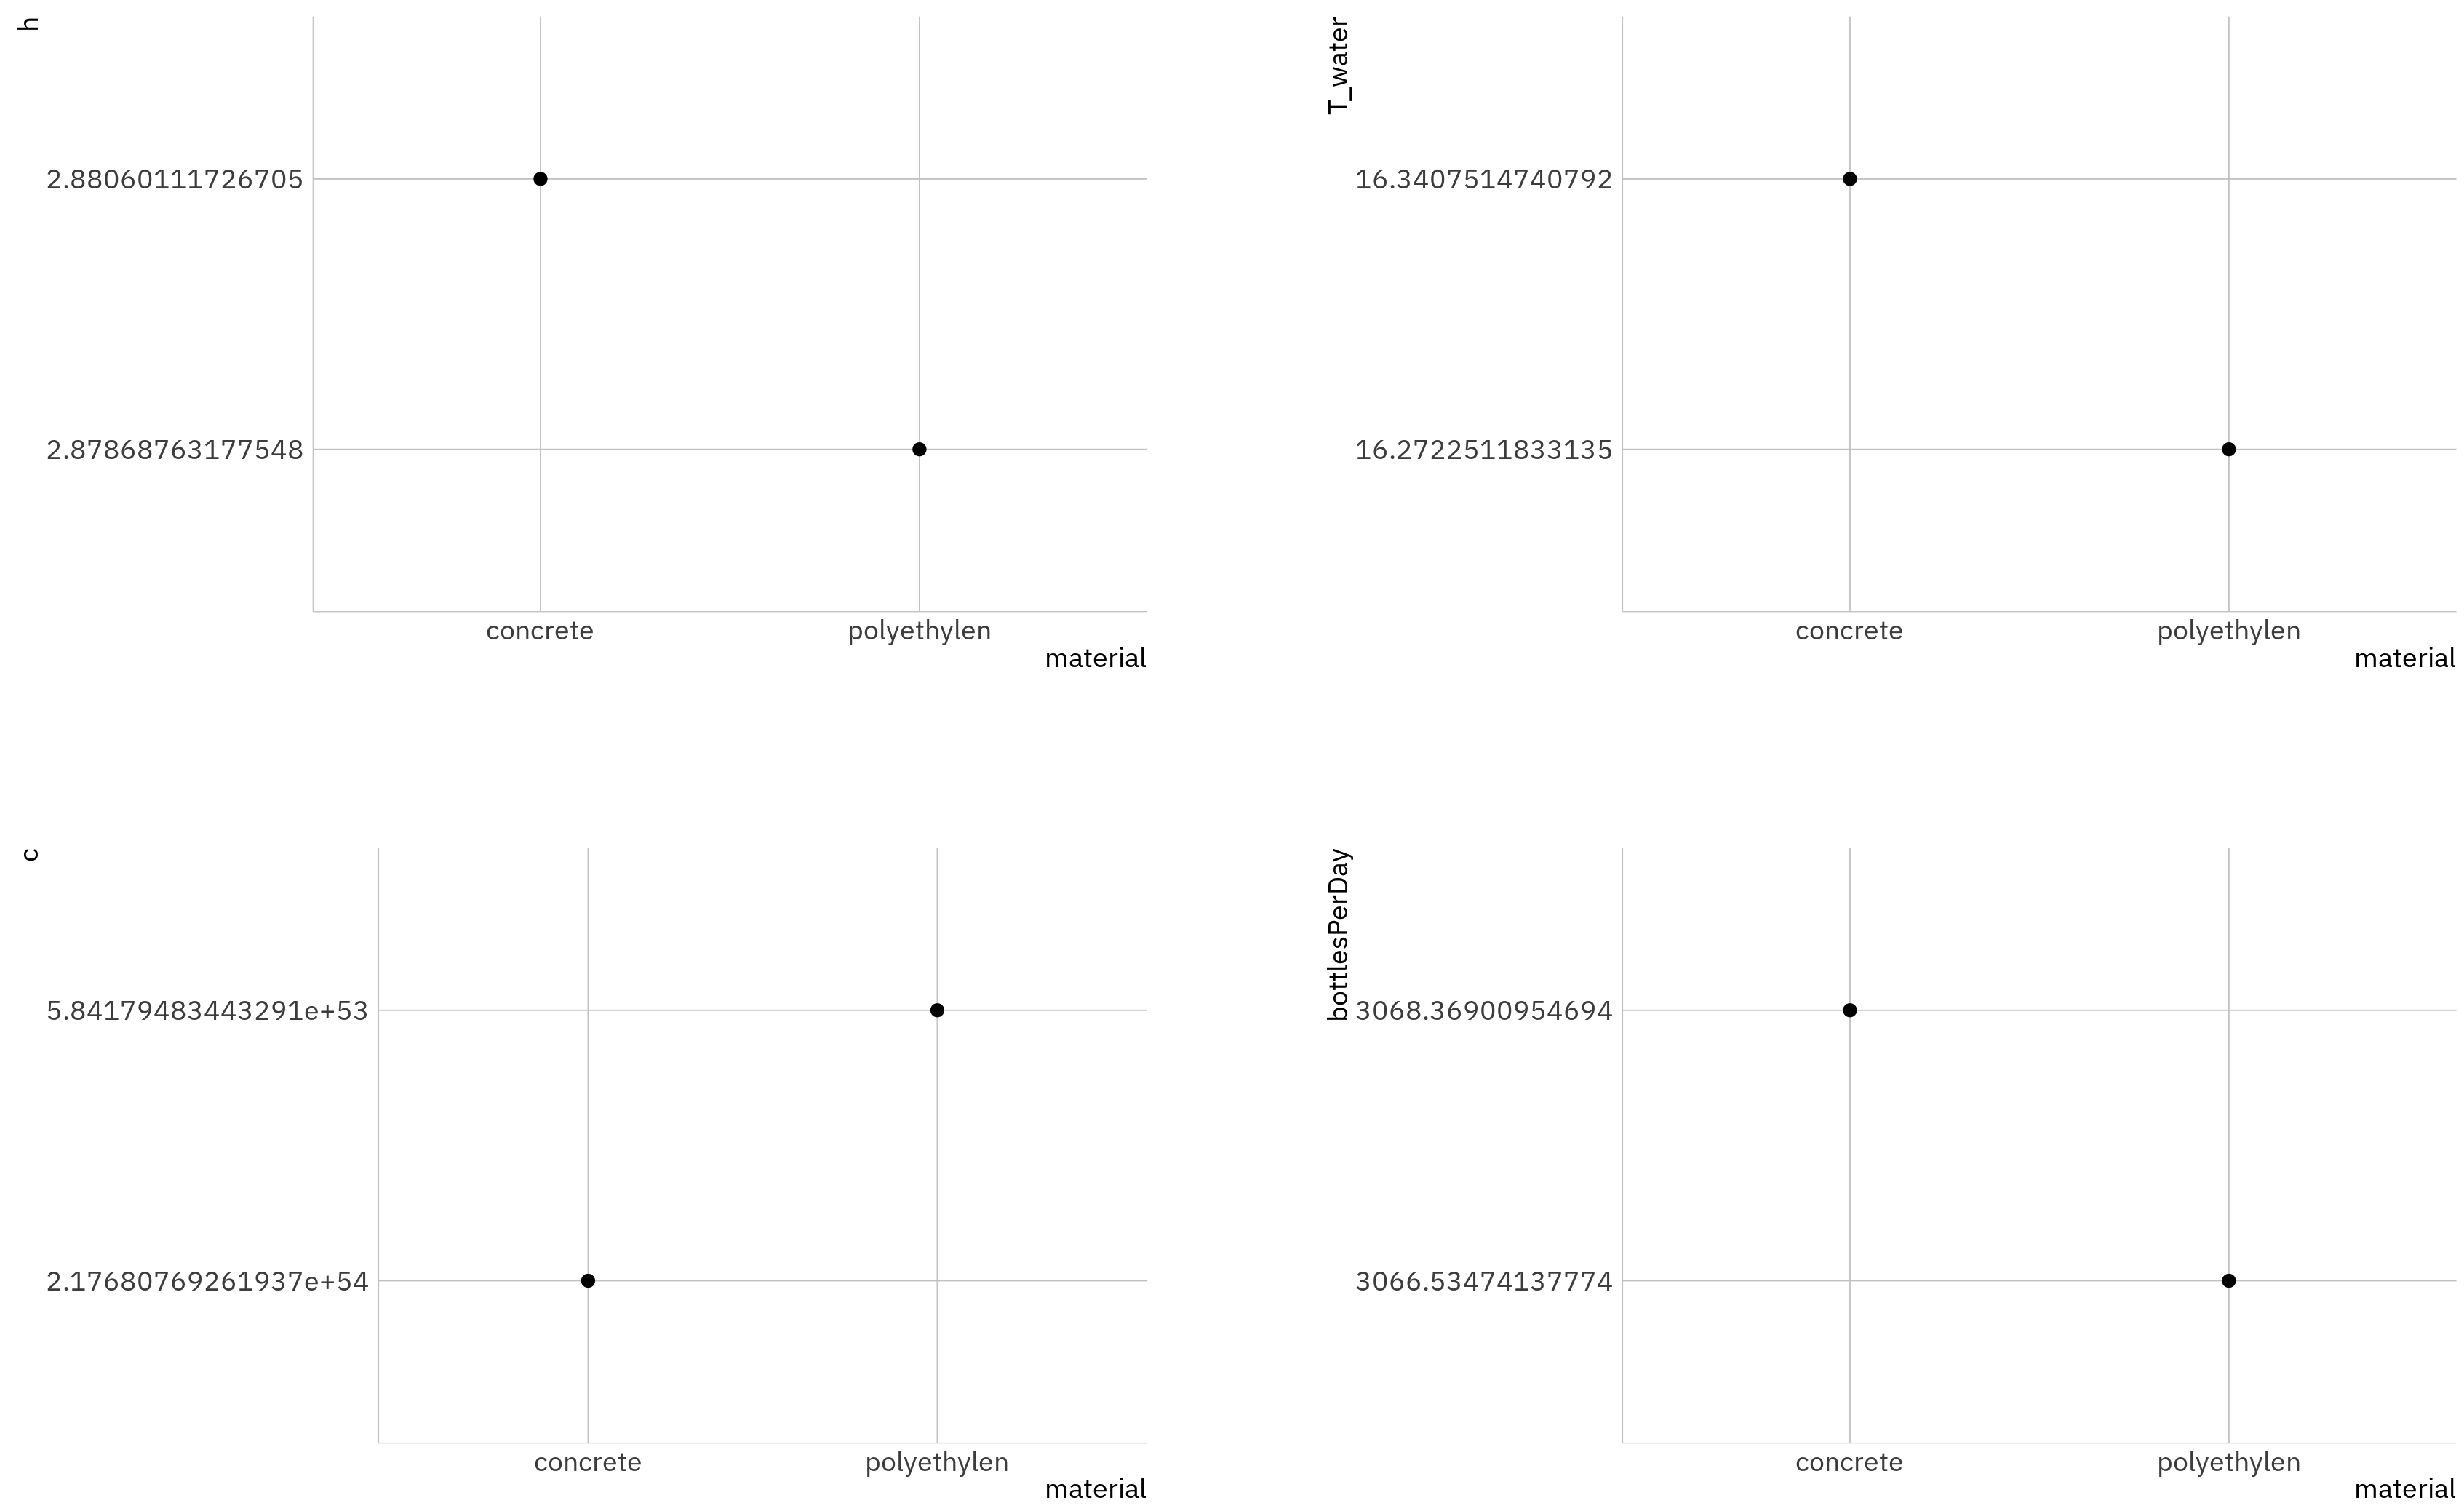 h
2.88060111726705
2.87868763177548
concrete polyethylen
material
T_water
16.3407514740792
16.2722511833135
concrete polyethylen
material
c
5.84179483443291e+53
2.17680769261937e+54
concrete polyethylen
material
bottlesPerDay
3068.36900954694
3066.53474137774
concrete polyethylen
material